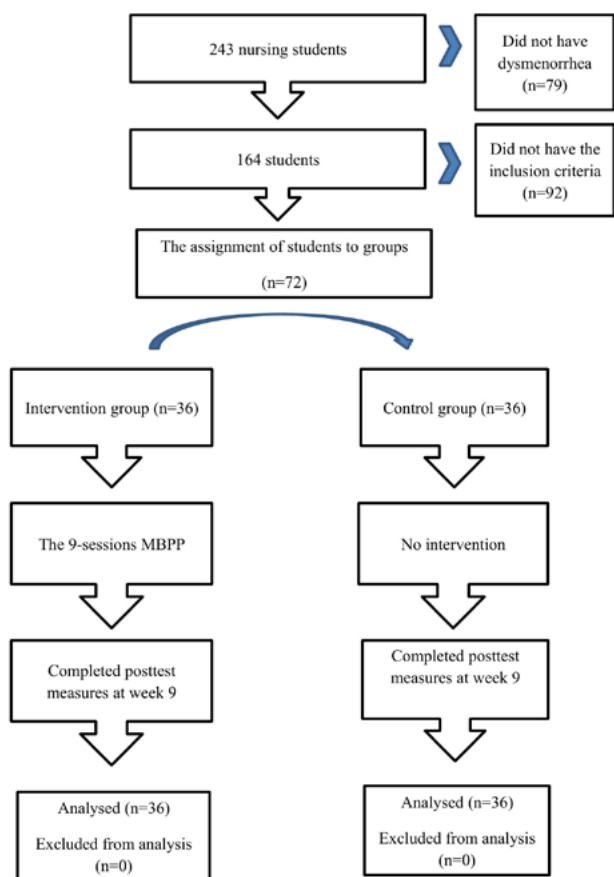 243 nursing students
Did not have
dysmenorrhea
(n=79)
164 students
Did not have the
inclusion criteria
(n=92)
The assignment of students to groups
(n=72)
Intervention group (n=36)
Control group (n=36)
The 9-sessions MBPP
No intervention
Completed posttest
measures at week 9
Completed posttest
measures at week 9
Analysed (n=36)
Excluded from analysis
(n=0)
Analysed (n=36)
Excluded from analysis
(n=0)